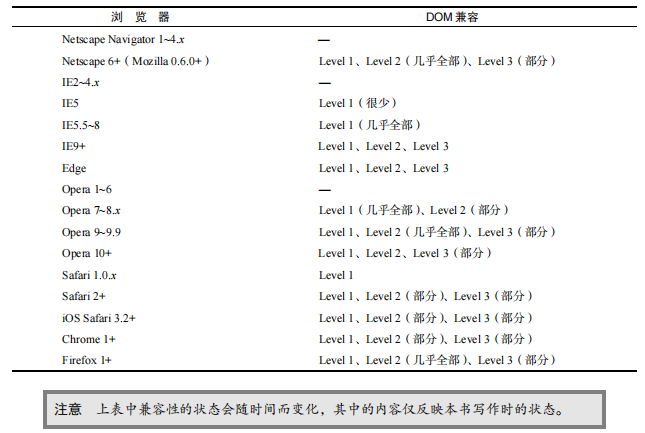 浏 览 器 DOM 兼容
Netscape Navigator 1~4.x —
Netscape 6+（Mozilla 0.6.0+） Level 1、Level 2（几乎全部）、Level 3（部分）
IE2~4.x —
IE5 Level 1（很少）
IE5.5~8 Level 1（几乎全部）
IE9+ Level 1、Level 2、Level 3
Edge Level 1、Level 2、Level 3
Opera 1~6 —
Opera 7~8.x Level 1（几乎全部）、Level 2（部分）
Opera 9~9.9 Level 1、Level 2（几乎全部）、Level 3（部分）
Opera 10+ Level 1、Level 2、Level 3（部分）
Safari 1.0.x Level 1
Safari 2+ Level 1、Level 2（部分）、Level 3（部分）
iOS Safari 3.2+ Level 1、Level 2（部分）、Level 3（部分）
Chrome 1+ Level 1、Level 2（部分）、Level 3（部分）
Firefox 1+ Level 1、Level 2（几乎全部）、Level 3（部分）
注意 上表中兼容性的状态会随时间而变化，其中的内容仅反映本书写作时的状态。